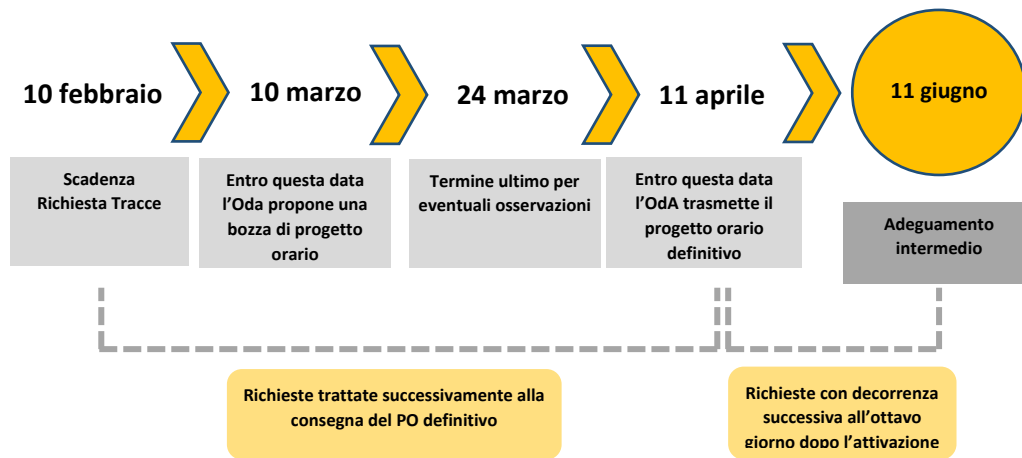 10 febbraio
10 marzo
24 marzo
11 aprile
11 giugno
Scadenza
Richiesta Tracce
Entro questa data
l'Oda propone una
bozza di progetto
orario
Termine ultimo per
eventuali osservazioni
Entro questa data
l'OdA trasmette il
progetto orario
definitivo
Adeguamento
intermedio
Richieste trattate successivamente alla
consegna del PO definitivo
Richieste con decorrenza
successiva all'ottavo
giorno dopo l'attivazione